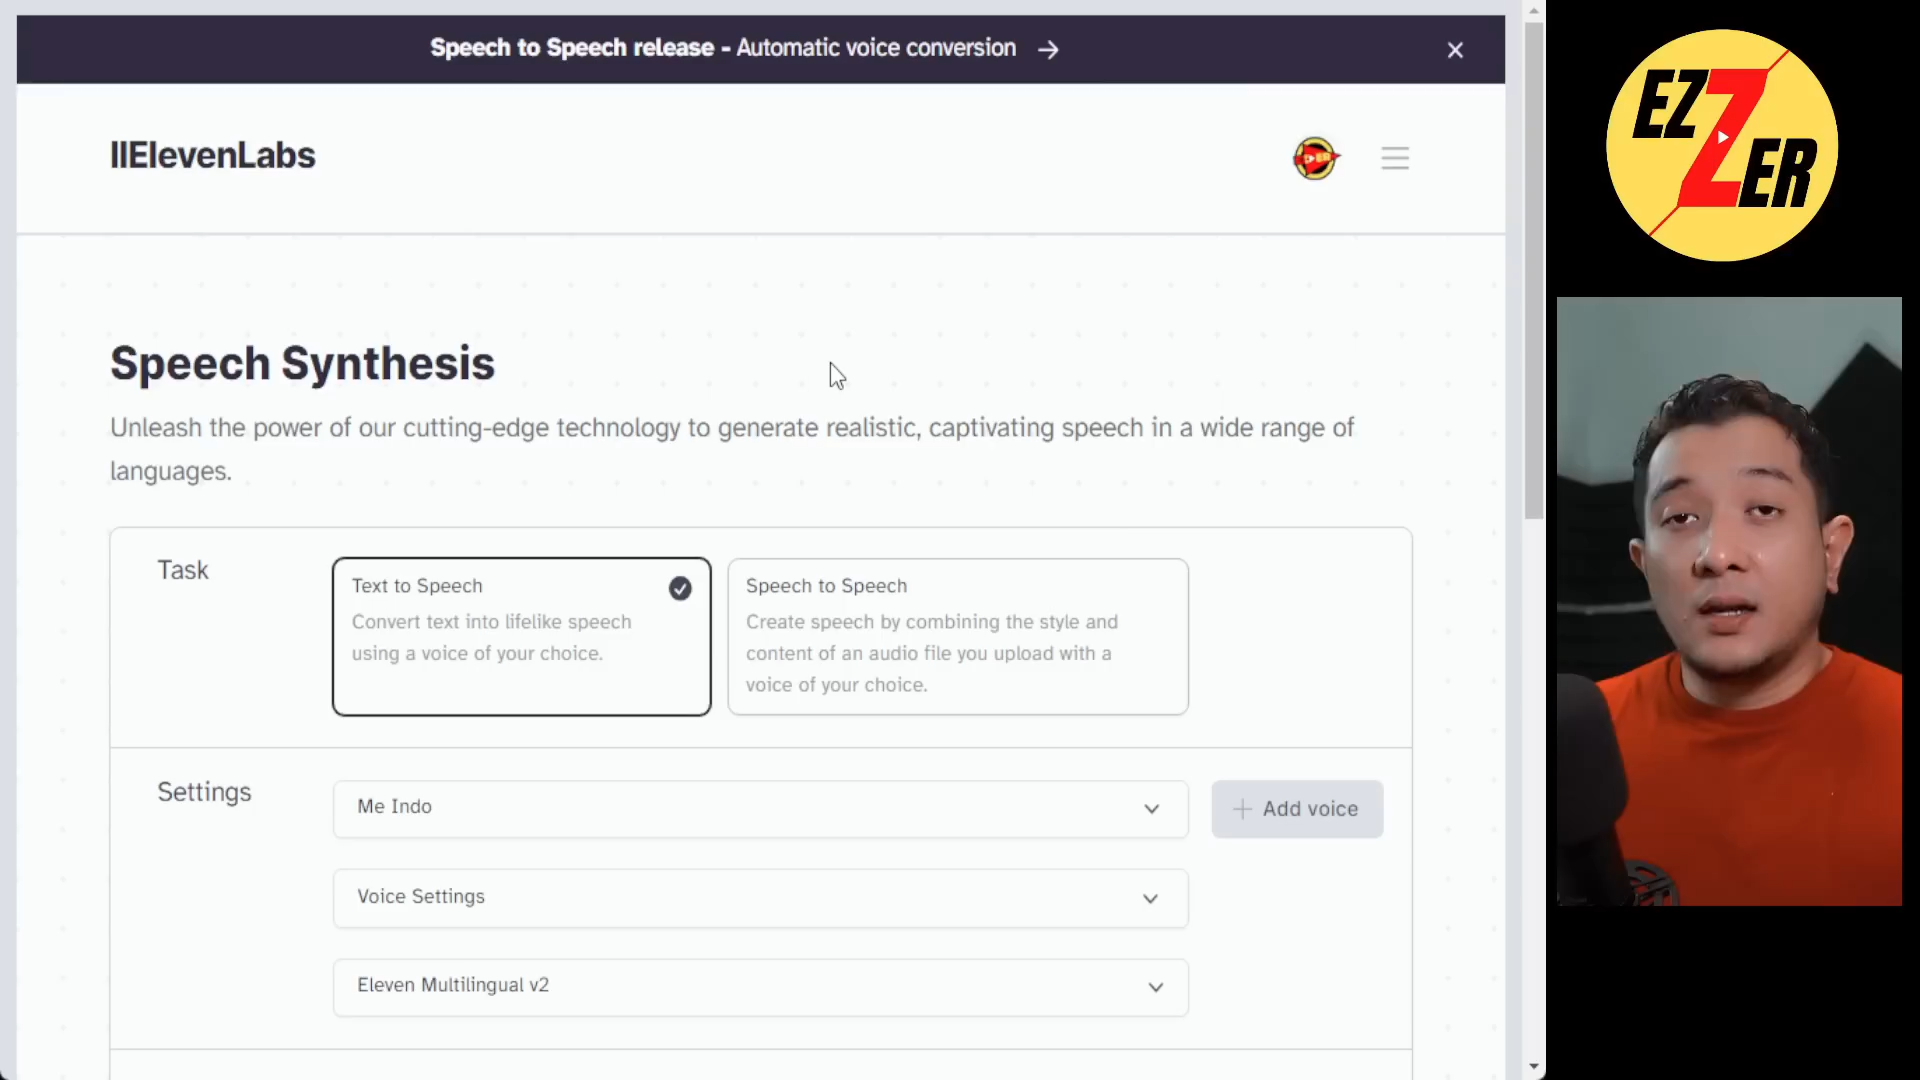 Speech to Speech release - Automatic voice conversion →
IIElevenLabs
Speech Synthesis
Unleash the power of our cutting-edge technology to generate realistic, captivating speech in a wide range of
languages.
Task
Text to Speech
Convert text into lifelike speech
using a voice of your choice.
Speech to Speech
Create speech by combining the style and
content of an audio file you upload with a
voice of your choice.
Settings
Me Indo
+ Add voice
Voice Settings
Eleven Multilingual v2
EZZER